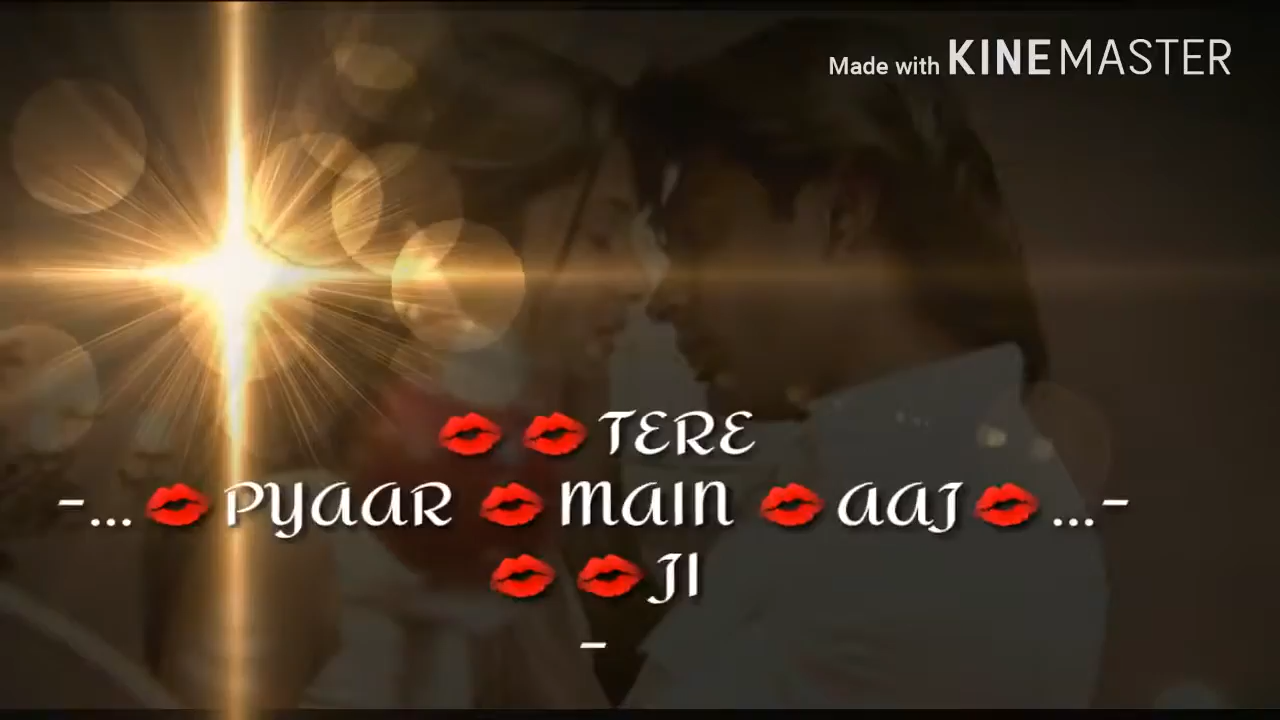 Made with KINEMASTER
💋 💋 TERE
-...💋 PYAAR 💋 MAIN 💋 AAJ 💋...-
💋 💋 JI
-